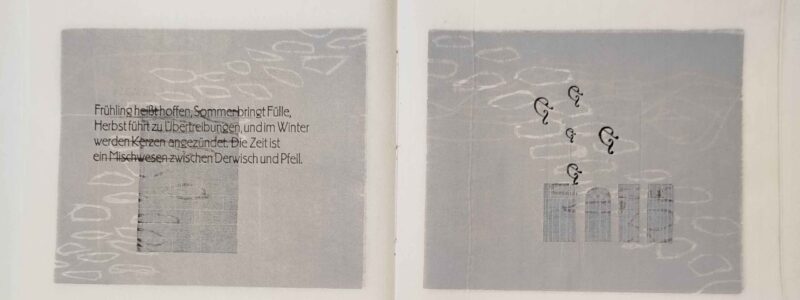 Frühling heißt hoffen, Sommer bringt Fülle,
Herbst führt zu Übertreibungen, und im Winter
werden Kerzen angezündet. Die Zeit ist
ein Mischwesen zwischen Derwisch und Pfeil.
G
G
G
G
G